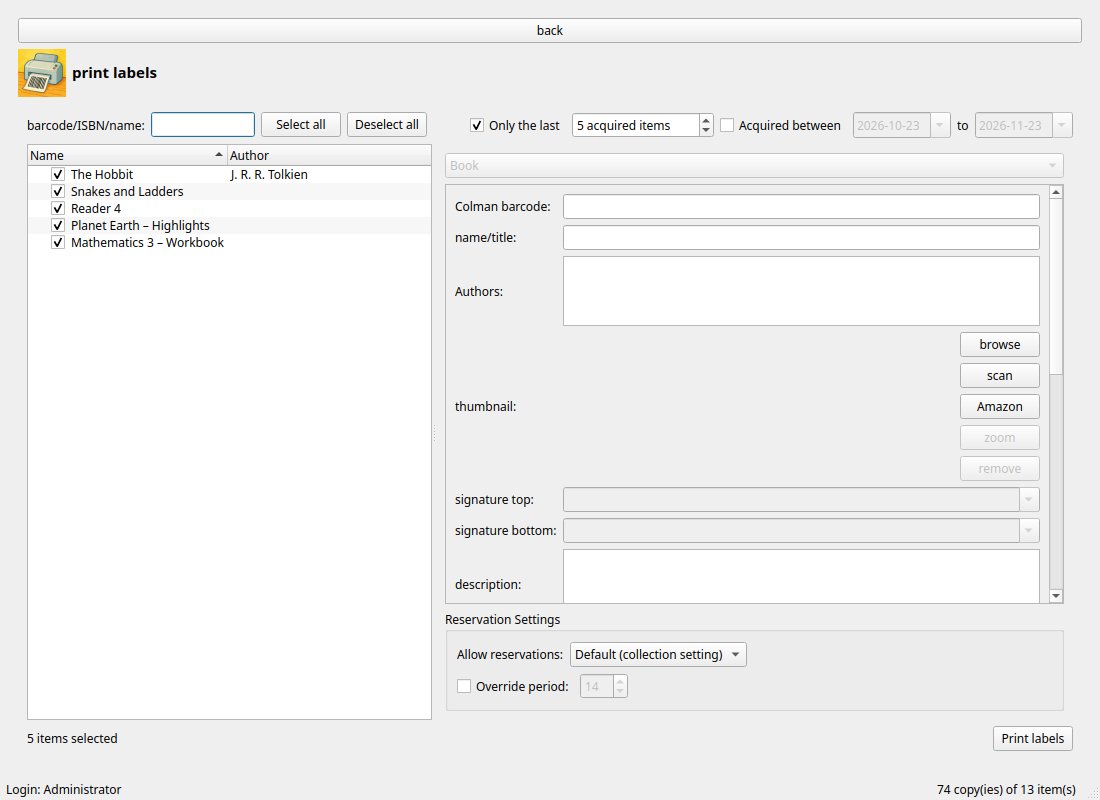 back
print labels
barcode/ISBN/name: Select all Deselect all
Only the last 5 acquired items Acquired between 2026-10-23 to 2026-11-23
Name Author
The Hobbit J. R. R. Tolkien
Snakes and Ladders
Reader 4
Planet Earth – Highlights
Mathematics 3 – Workbook
5 items selected
Book
Colman barcode:
name/title:
Authors:
browse
scan
thumbnail: Amazon
zoom
remove
signature top:
signature bottom:
description:
Reservation Settings
Allow reservations: Default (collection setting)
Override period: 14
Print labels
Login: Administrator
74 copy(ies) of 13 item(s)